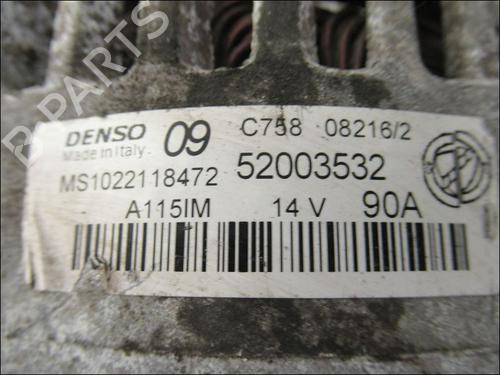 B-PARTS
DENSO 09 C758 08216/2
Made in Italy.
MS1022118472 52003532
A115IM 14 V 90A